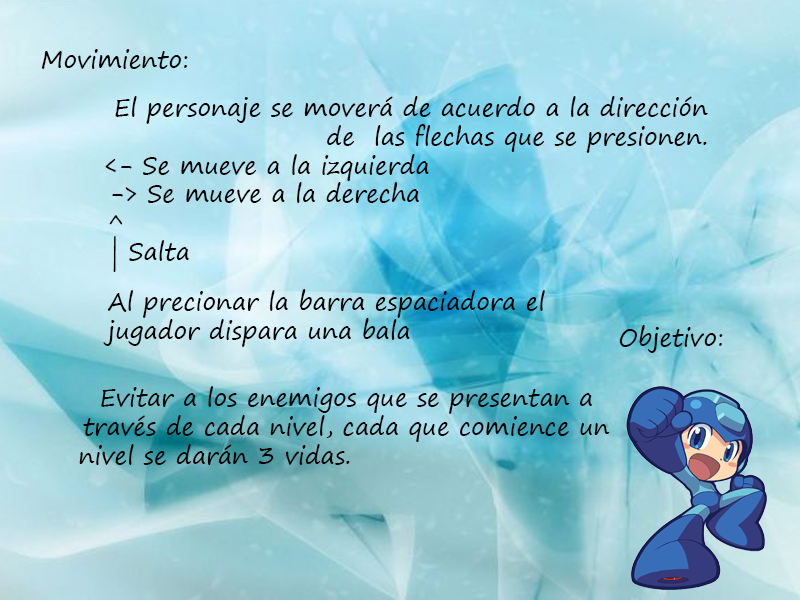 Movimiento:
El personaje se moverá de acuerdo a la dirección
de las flechas que se presionen.
<- Se mueve a la izquierda
-> Se mueve a la derecha
^
| Salta
Al precionar la barra espaciadora el
jugador dispara una bala
Objetivo:
Evitar a los enemigos que se presentan a
través de cada nivel, cada que comience un
nivel se darán 3 vidas.